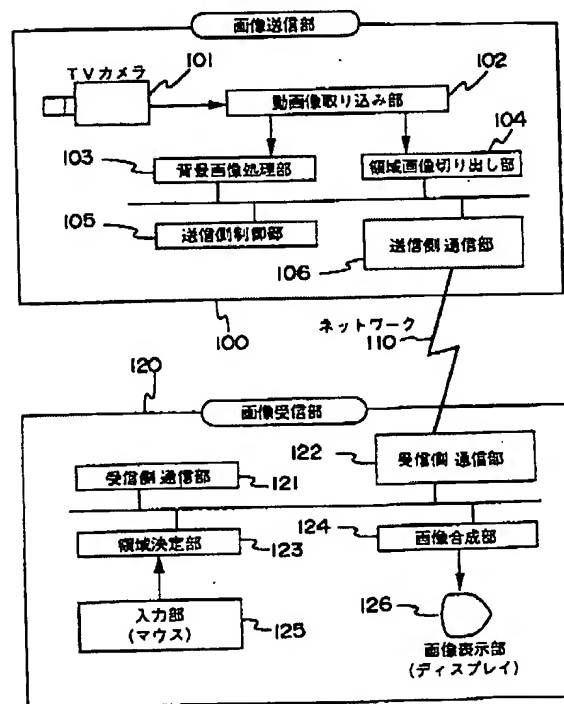 画像送信部
TVカメラ
101
102
動画像取り込み部
104
103
背景画像処理部
領域画像切り出し部
105
送信側制御部
送信側 通信部
106
100
ネットワーク
110
120
画像受信部
122
受信側 通信部
受信側 通信部
121
124
領域決定部
123
画像合成部
入力部
(マウス)
125
126
画像表示部
(ディスプレイ)